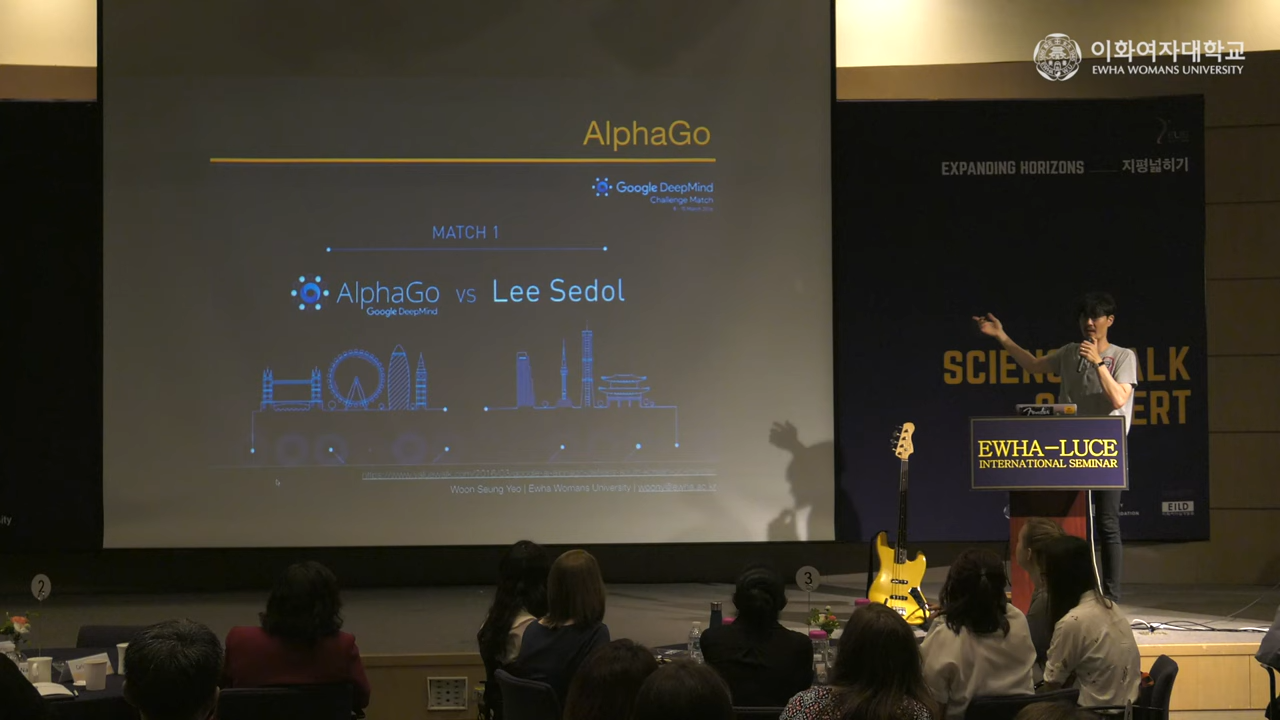 이화여자대학교
EWHA WOMANS UNIVERSITY
AlphaGo
Google DeepMind
Challenge Match
MATCH 1
AlphaGo vs Lee Sedol
Google DeepMind
Woon Seung Yeo | Ewha Womans University |
EXPANDING HORIZONS 지평넓히기
EWHA-LUCE
INTERNATIONAL SEMINAR
Fender
EILD
2
3